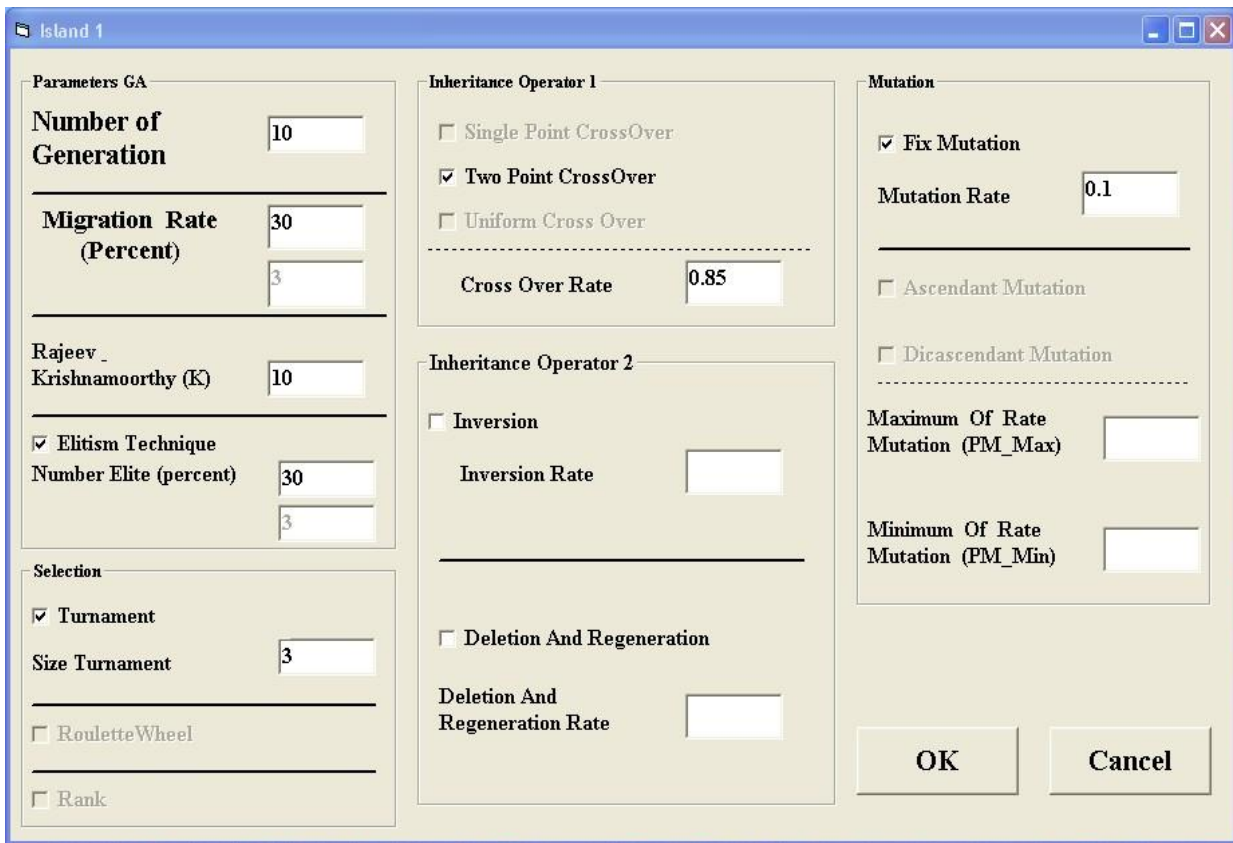 Island 1
Parameters GA
Number of
Generation
10
Migration Rate
(Percent)
30
3
Rajeev _
Krishnamoorthy (K)
10
Elitism Technique
Number Elite (percent)
30
3
Selection
Turnament
Size Turnament
3
RouletteWheel
Rank
Inheritance Operator 1
Single Point CrossOver
Two Point CrossOver
Uniform Cross Over
Cross Over Rate
0.85
Inheritance Operator 2
Inversion
Inversion Rate
Deletion And Regeneration
Deletion And
Regeneration Rate
Mutation
Fix Mutation
Mutation Rate
0.1
Ascendant Mutation
Dicascendant Mutation
Maximum Of Rate
Mutation (PM_Max)
Minimum Of Rate
Mutation (PM_Min)
OK
Cancel